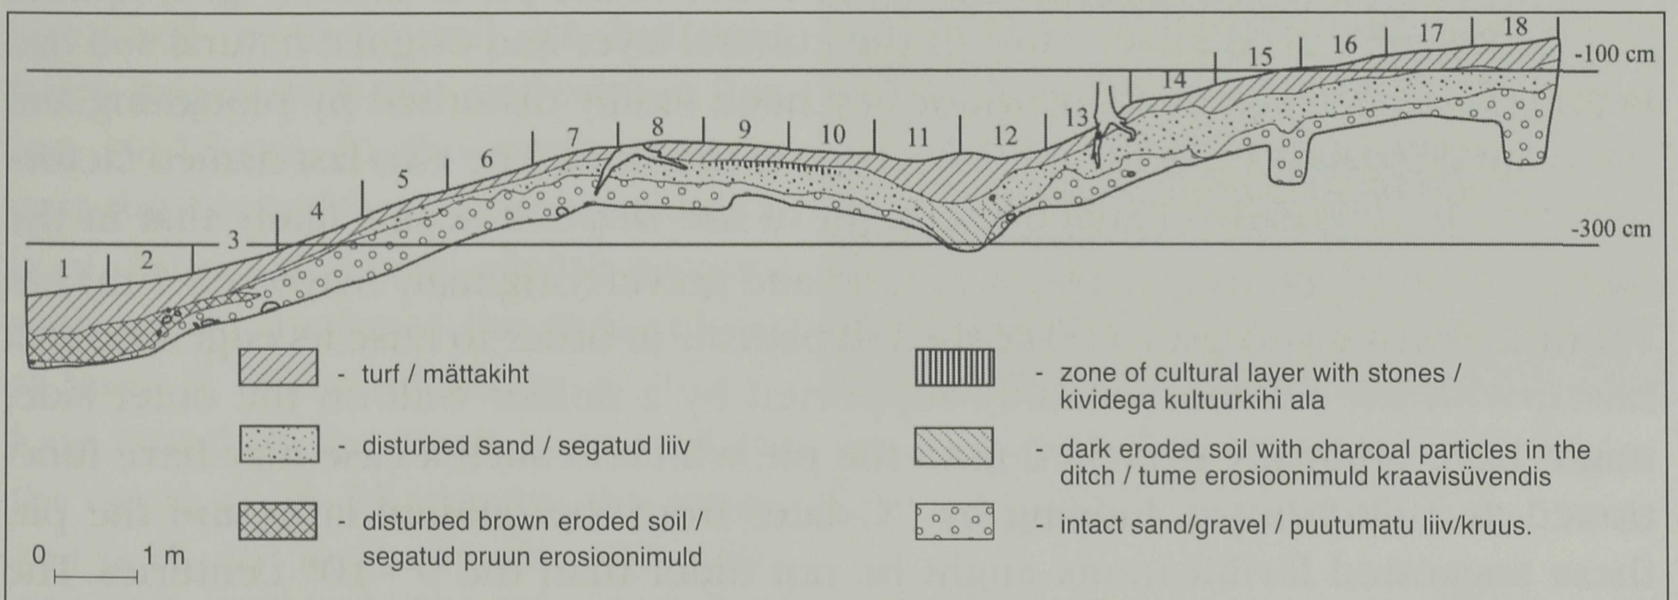 1 2 3 4 5 6 7 8 9 10 11 12 13 14 15 16 17 18
-100 cm
-300 cm
- turf / mättakiht
- disturbed sand / segatud liiv
- disturbed brown eroded soil /
segatud pruun erosioonimuld
0 1 m
- zone of cultural layer with stones /
kividega kultuurkihi ala
- dark eroded soil with charcoal particles in the
ditch / tume erosioonimuld kraavisüvendis
- intact sand/gravel / puutumatu liiv/kruus.